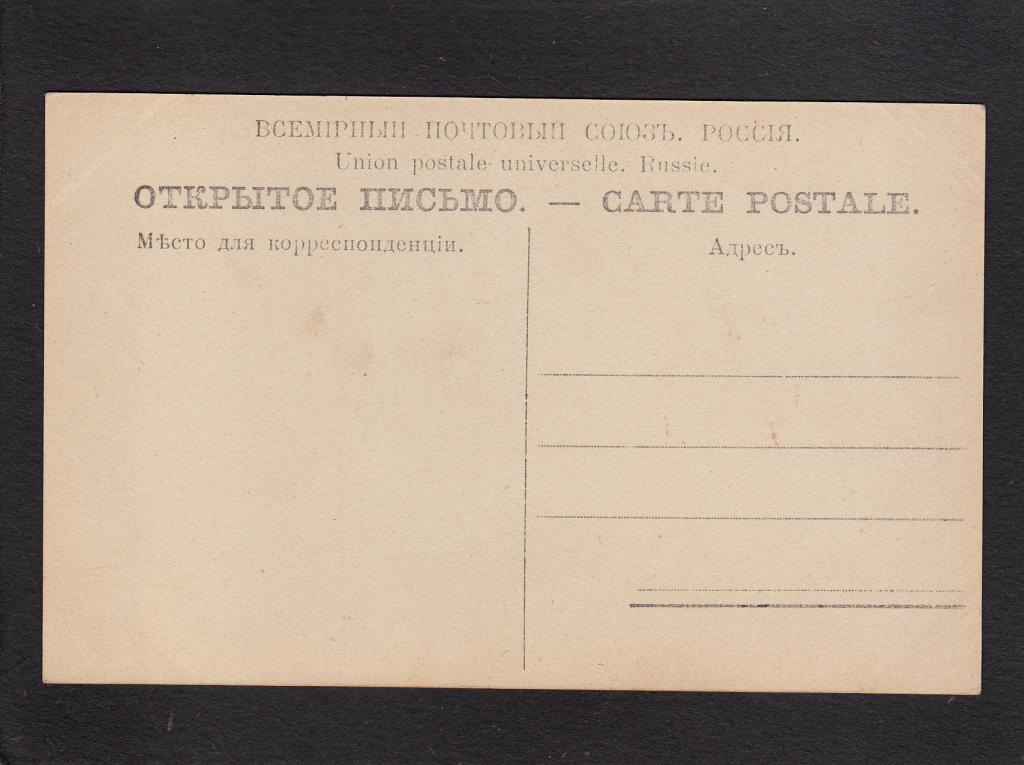 ВСЕМІРНЫЙ ПОЧТОВЫЙ СОЮЗЪ. РОССІЯ.
Union postale universelle. Russie.
ОТКРЫТОЕ ПИСЬМО. — CARTE POSTALE.
Мѣсто для корреспонденціи.
Адресъ.